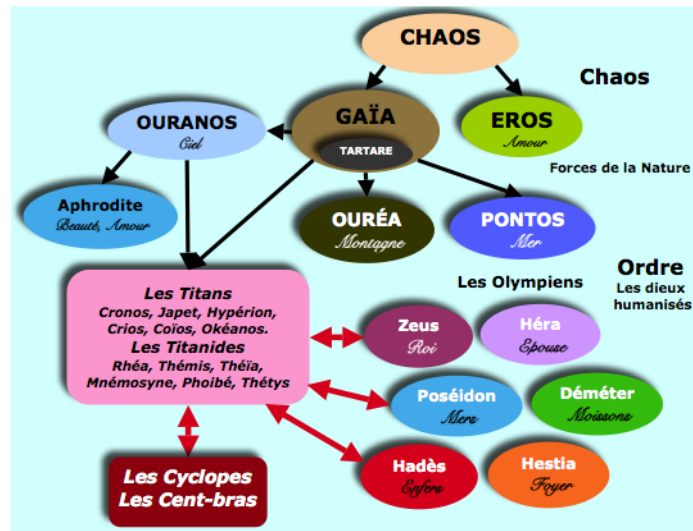 CHAOS
Chaos
OURANOS
Ciel
GAÏA
TARTARE
EROS
Amour
Forces de la Nature
Aphrodite
Beauté, Amour
OURÉA
Montagne
PONTOS
Mer
Ordre
Les dieux
humanisés
Les Olympiens
Les Titans
Cronos, Japet, Hypérion,
Crios, Coïos, Okéanos.
Les Titanides
Rhéa, Thémis, Théïa,
Mnémosyne, Phoibé, Thétys
Zeus
Roi
Héra
Epouse
Poséidon
Mers
Déméter
Moissons
Hadès
Enfers
Hestia
Foyer
Les Cyclopes
Les Cent-bras